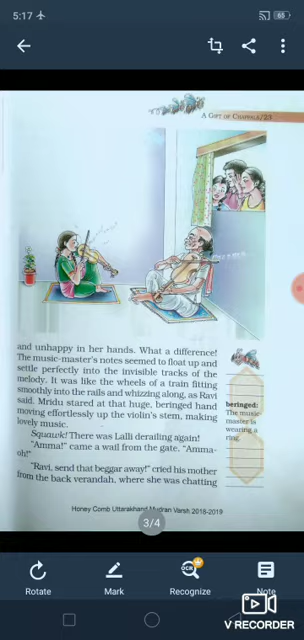 5:17
65
A GIFT OF CHAPPALS/23
and unhappy in her hands. What a difference!
The music-master's notes seemed to float up and
settle perfectly into the invisible tracks of the
melody. It was like the wheels of a train fitting
smoothly into the rails and whizzing along, as Ravi
said. Mridu stared at that huge, beringed hand
moving effortlessly up the violin's stem, making
lovely music.
Squawk! There was Lalli derailing again!
"Amma!" came a wail from the gate. "Amma-
oh!"
"Ravi, send that beggar away!" cried his mother
from the back verandah, where she was chatting
beringed:
The music-
master is
wearing a
ring.
Honey Comb Uttarakhand Mudran Varsh 2018-2019
3/4
Rotate
Mark
OCR
Recognize
Note
V RECORDER